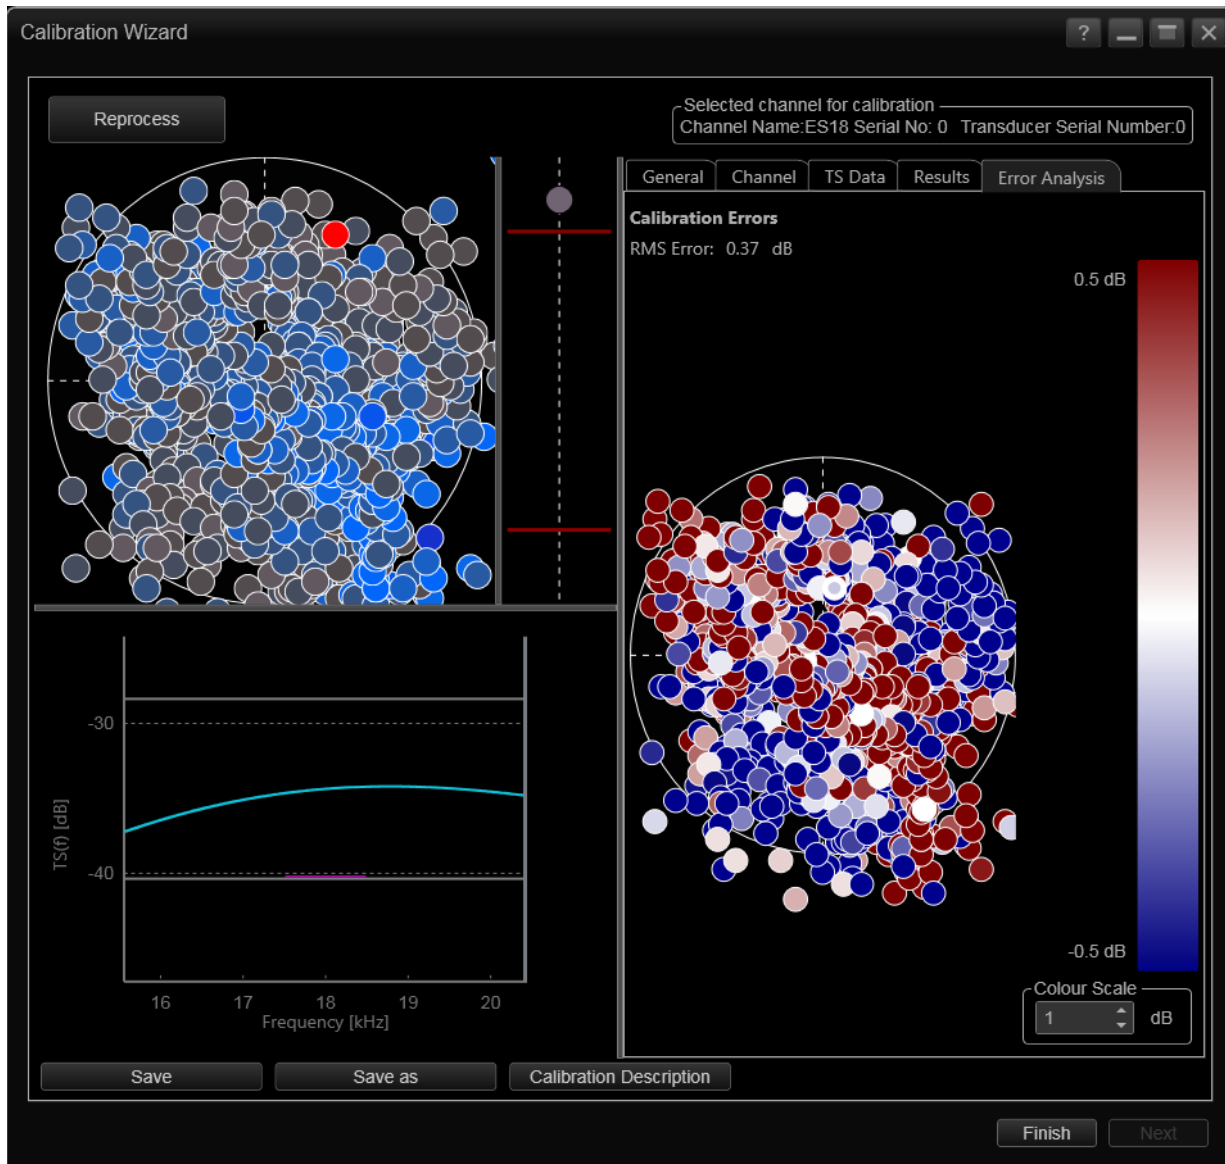 Calibration Wizard
?
Reprocess
Selected channel for calibration
Channel Name:ES18 Serial No: 0 Transducer Serial Number:0
General Channel TS Data Results Error Analysis
Calibration Errors
RMS Error: 0.37 dB
0.5 dB
-0.5 dB
Colour Scale
1 dB
-30
-40
TS(f) [dB]
16 17 18 19 20
Frequency [kHz]
Save Save as Calibration Description
Finish Next